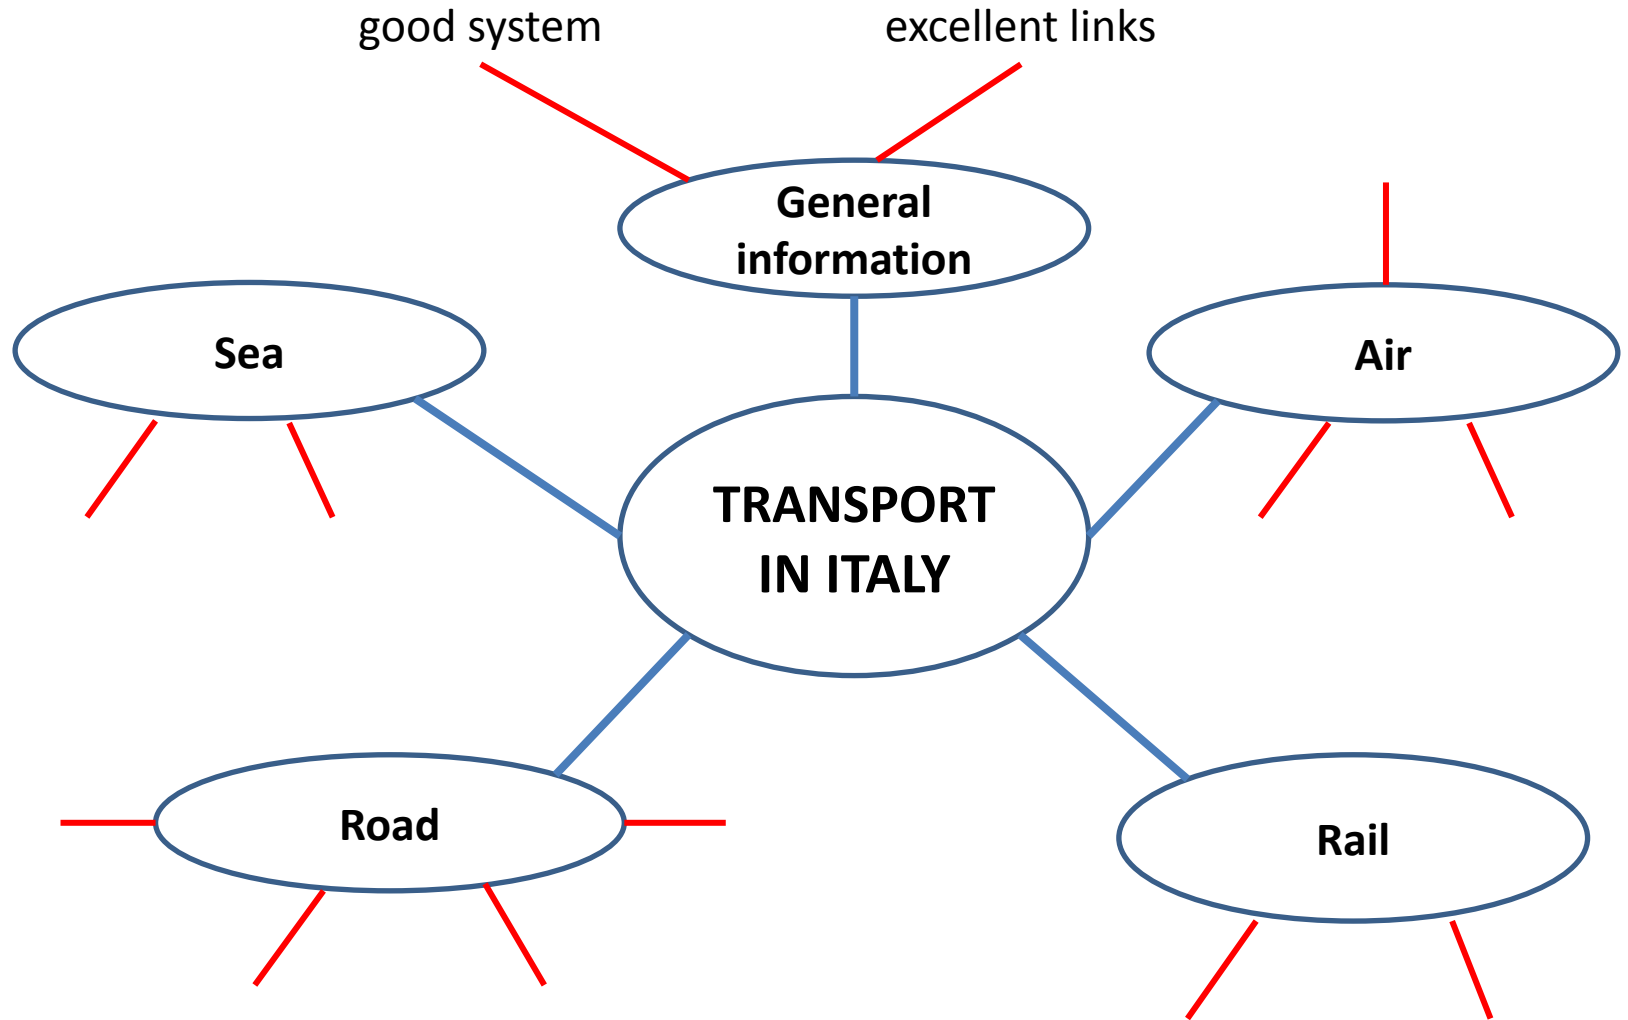 good system
excellent links
General
information
Sea
Air
TRANSPORT
IN ITALY
Road
Rail